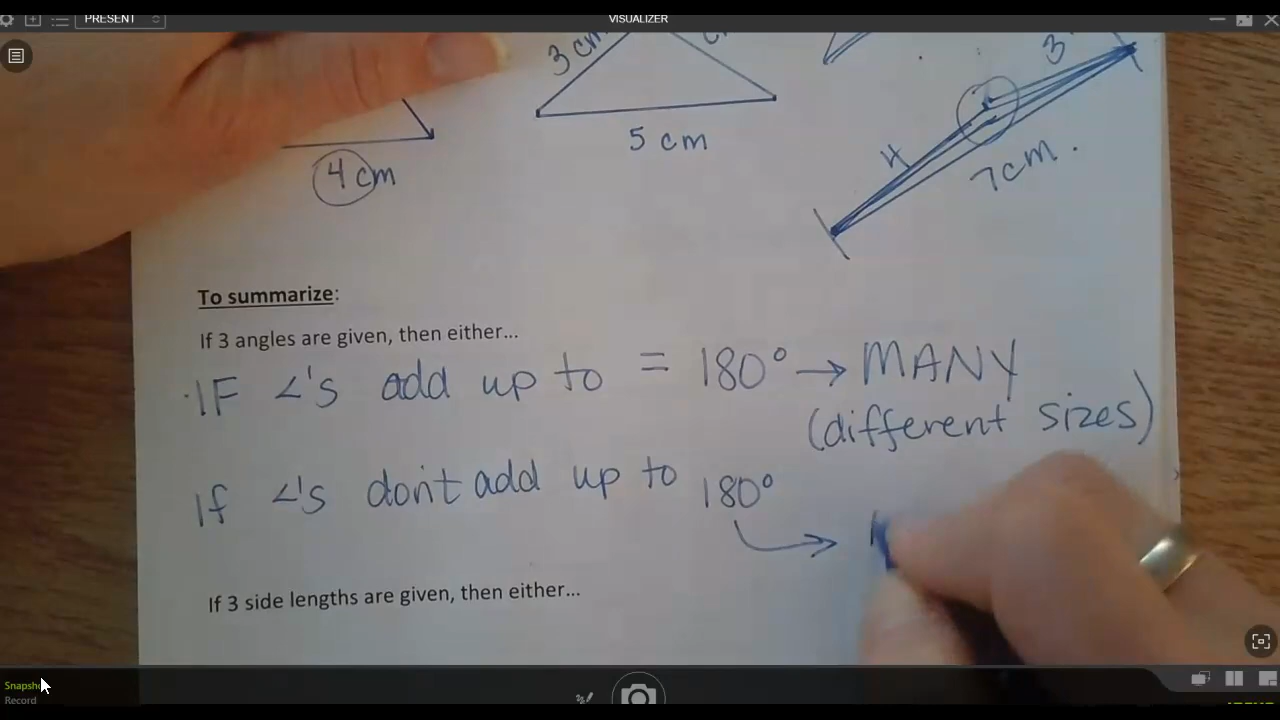 PRESENT
VISUALIZER
3 cm
3
5 cm
4 cm
4
7cm.
To summarize:
If 3 angles are given, then either...
·IF <'s add up to = 180° → MANY
(different sizes)
If <'s don't add up to 180°
If 3 side lengths are given, then either...
Record